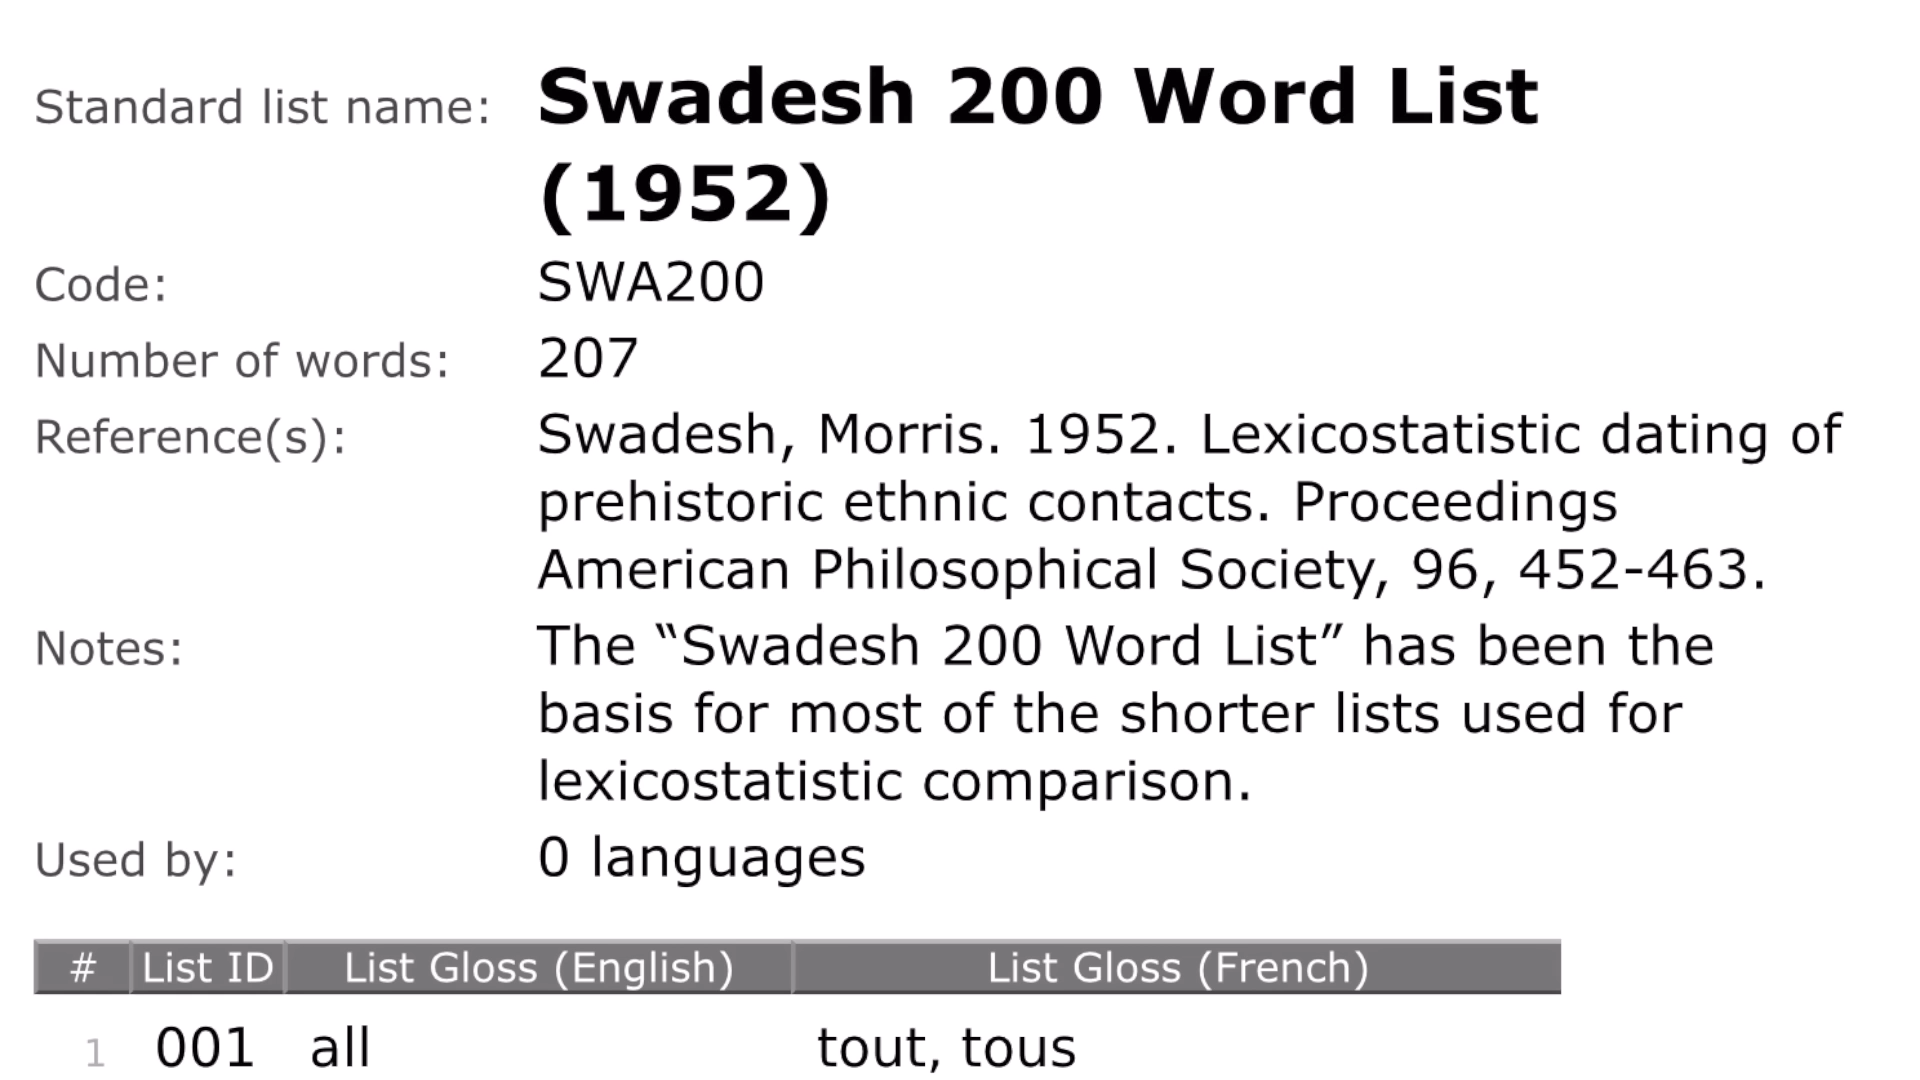 Standard list name: Swadesh 200 Word List
(1952)
Code: SWA200
Number of words: 207
Reference(s): Swadesh, Morris. 1952. Lexicostatistic dating of
prehistoric ethnic contacts. Proceedings
American Philosophical Society, 96, 452-463.
Notes: The “Swadesh 200 Word List” has been the
basis for most of the shorter lists used for
lexicostatistic comparison.
Used by: 0 languages
# List ID List Gloss (English) List Gloss (French)
1 001 all tout, tous